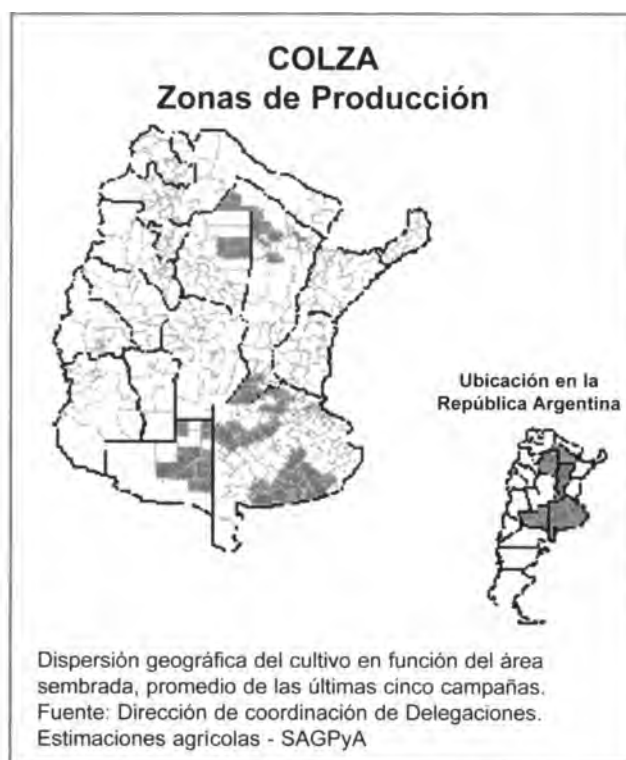 COLZA
Zonas de Producción
Ubicación en la
República Argentina
Dispersión geográfica del cultivo en función del área
sembrada, promedio de las últimas cinco campañas.
Fuente: Dirección de coordinación de Delegaciones.
Estimaciones agrícolas - SAGPyA